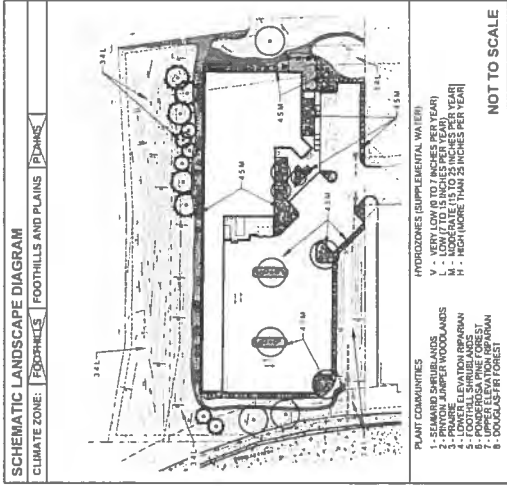 SCHEMATIC LANDSCAPE DIAGRAM
CLIMATE ZONE: FOOTHILLS FOOTHILLS AND PLAINS PLAINS
34L
34L
34L
34L
34L
45M
45M
45M
45M
45M
PLANT COMMUNITIES
1 - SEMIARID SHRUBLANDS
2 - PINYON JUNIPER WOODLANDS
3 - PRAIRIE
4 - LOWER ELEVATION RIPARIAN
5 - FOOTHILL SHRUBLANDS
6 - PONDEROSA PINE FOREST
7 - UPPER ELEVATION RIPARIAN
8 - DOUGLAS-FIR FOREST
HYDROZONES (SUPPLEMENTAL WATER)
V - VERY LOW (0 TO 7 INCHES PER YEAR)
L - LOW (7 TO 15 INCHES PER YEAR)
M - MODERATE (15 TO 25 INCHES PER YEAR)
H - HIGH (MORE THAN 25 INCHES PER YEAR)
NOT TO SCALE